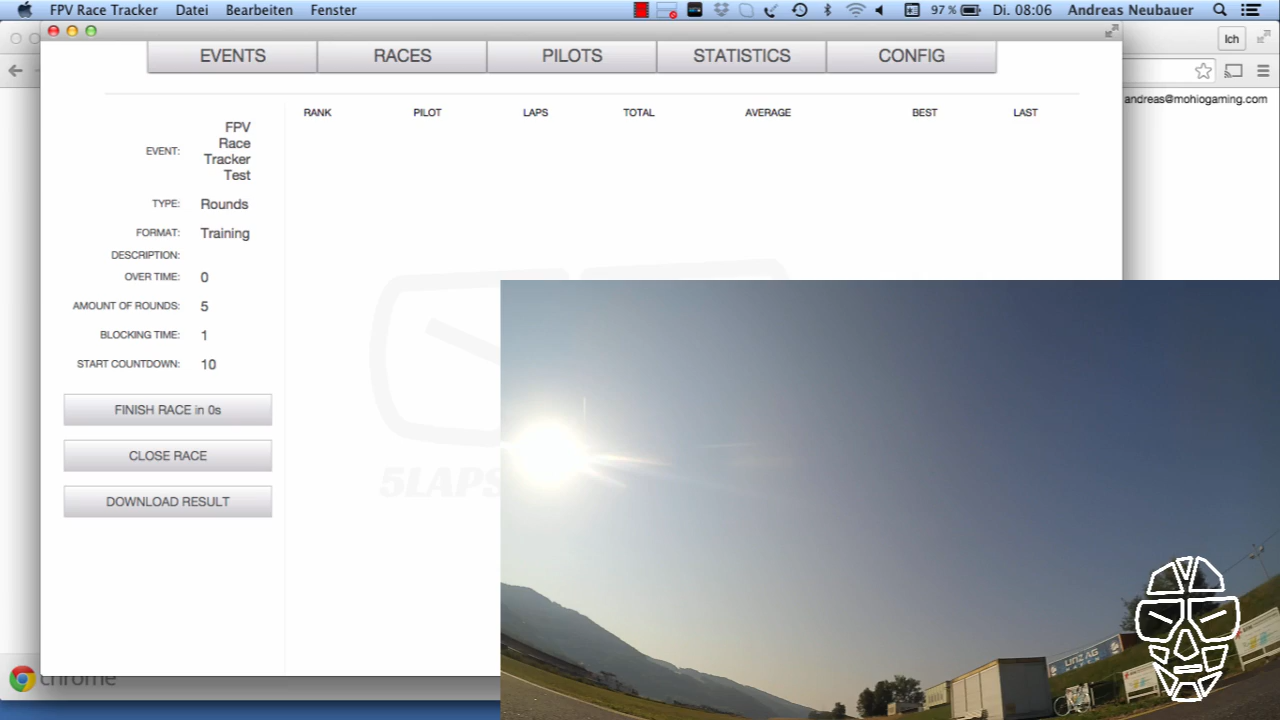 FPV Race Tracker Datei Bearbeiten Fenster 97 % Di. 08:06 Andreas Neubauer
Ich
EVENTS RACES PILOTS STATISTICS CONFIG
andreas@mohiogaming.com
RANK PILOT LAPS TOTAL AVERAGE BEST LAST
EVENT: FPV
Race
Tracker
Test
TYPE: Rounds
FORMAT: Training
DESCRIPTION:
OVER TIME: 0
AMOUNT OF ROUNDS: 5
BLOCKING TIME: 1
START COUNTDOWN: 10
FINISH RACE in 0s
CLOSE RACE
5LAPS
DOWNLOAD RESULT
LINZ AG
chrome